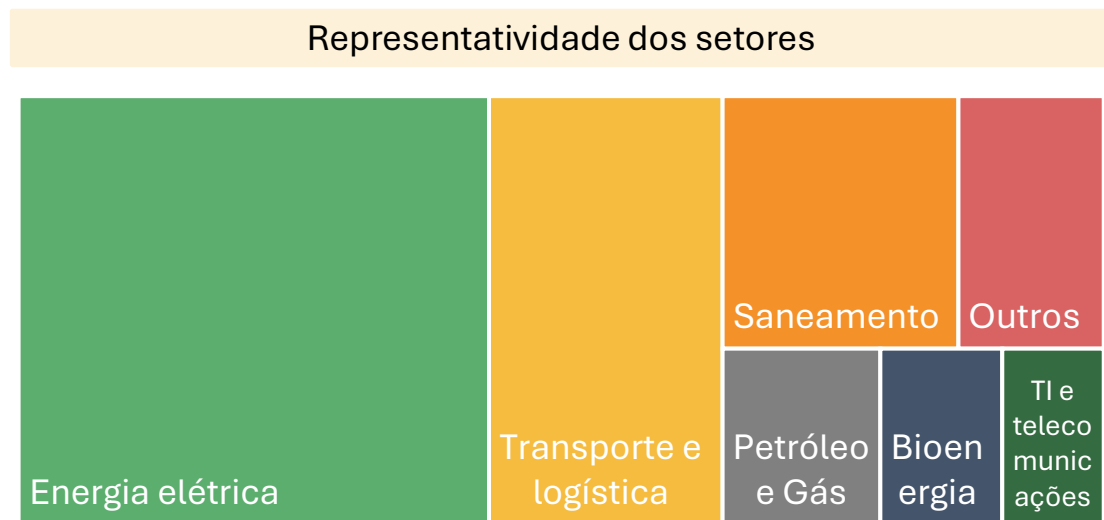 Representatividade dos setores
Energia elétrica
Transporte e
logística
Saneamento
Outros
Petróleo
e Gás
Bioen
ergia
TI e
teleco
munic
ações